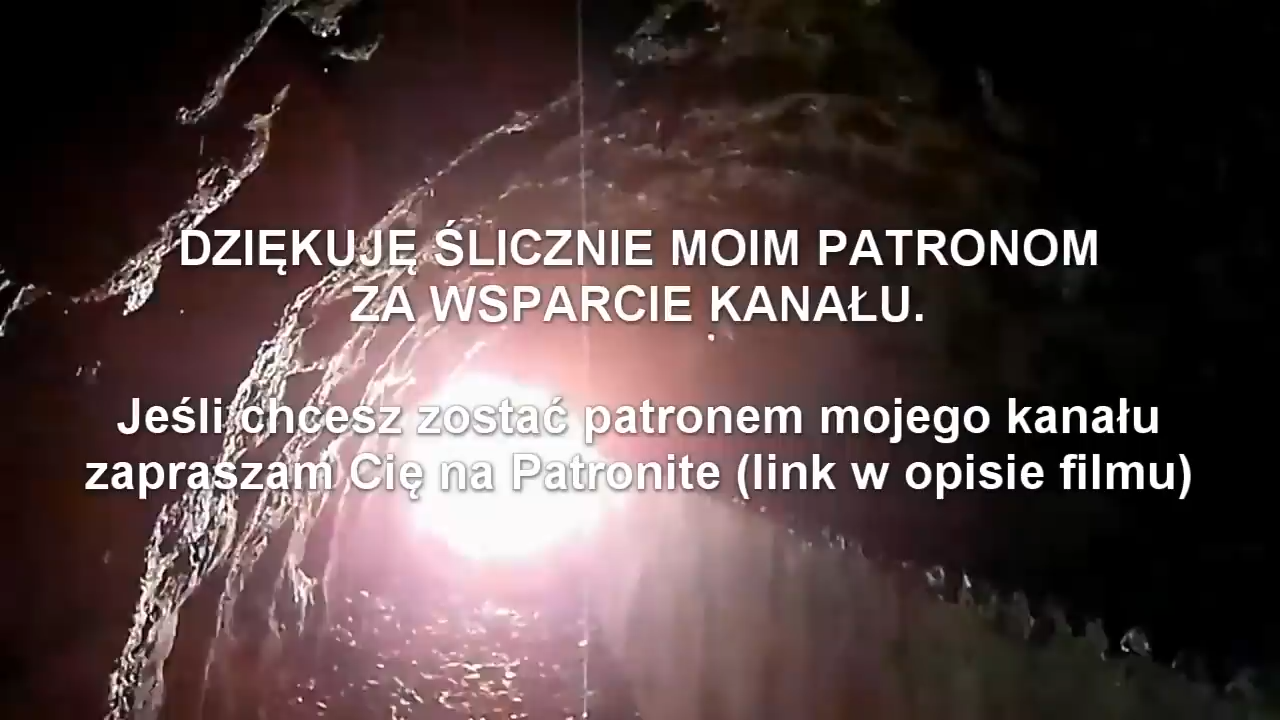 DZIĘKUJĘ ŚLICZNIE MOIM PATRONOM
ZA WSPARCIE KANAŁU.
Jeśli chcesz zostać patronem mojego kanału
zapraszam Cię na Patronite (link w opisie filmu)